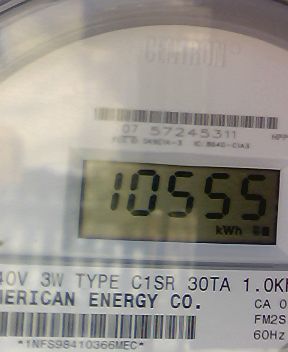 CENTRON
07 57245311
10555
kWh
40V 3W TYPE C1SR 30TA 1.0K
MERICAN ENERGY CO.
CA 0
FM2S
60Hz
*1NFS98410366MEC*